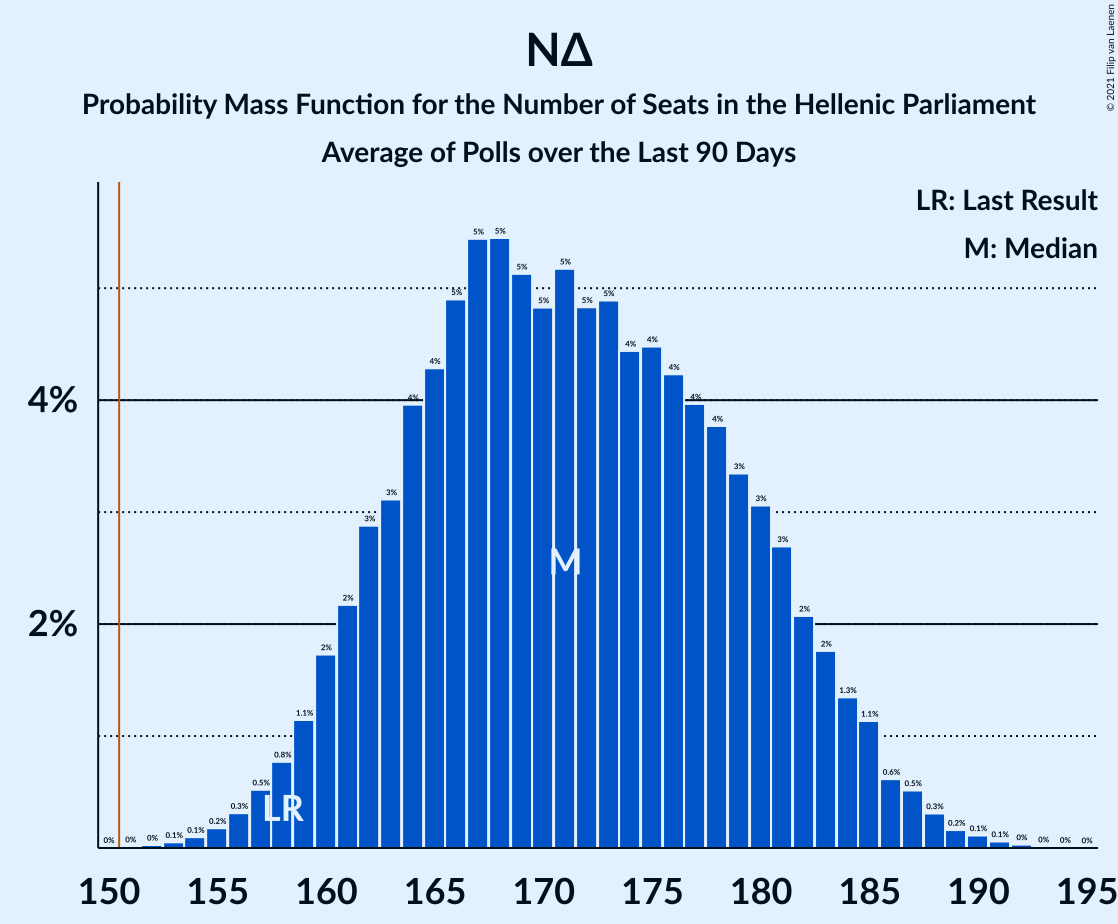 © 2021 Filip van Laenen
ΝΔ
Probability Mass Function for the Number of Seats in the Hellenic Parliament
Average of Polls over the Last 90 Days
LR: Last Result
M: Median
4%
2%
0% 0% 0% 0.1% 0.1% 0.2% 0.3% 0.5% 0.8% 1.1% 2% 2% 3% 3% 4% 4% 5% 5% 5% 5% 5% 5% 5% 5% 4% 4% 4% 4% 4% 3% 3% 3% 2% 2% 1.3% 1.1% 0.6% 0.5% 0.3% 0.2% 0.1% 0.1% 0% 0% 0% 0%
M
LR
150 155 160 165 170 175 180 185 190 195